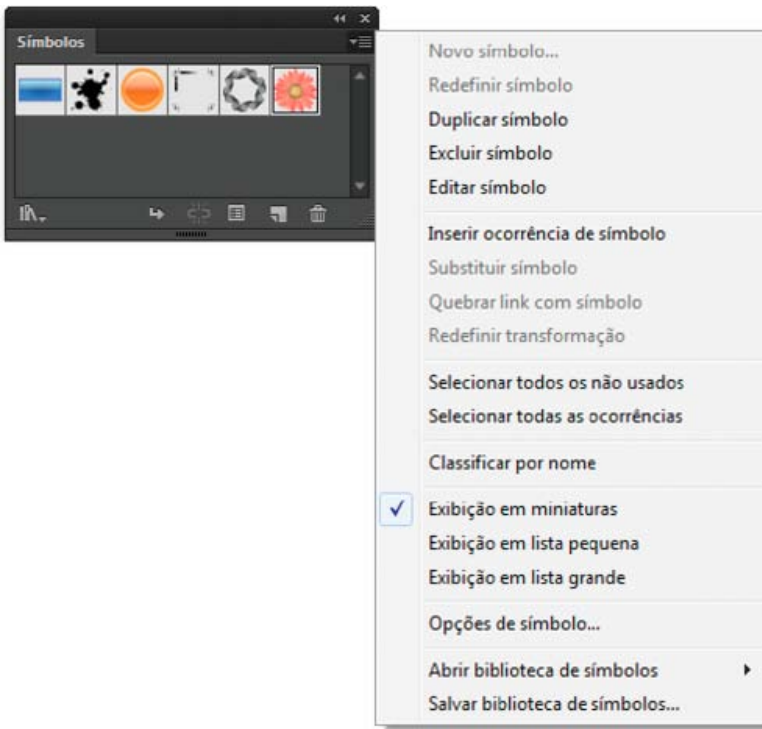 Símbolos
Novo símbolo...
Redefinir símbolo
Duplicar símbolo
Excluir símbolo
Editar símbolo
Inserir ocorrência de símbolo
Substituir símbolo
Quebrar link com símbolo
Redefinir transformação
Selecionar todos os não usados
Selecionar todas as ocorrências
Classificar por nome
Exibição em miniaturas
Exibição em lista pequena
Exibição em lista grande
Opções de símbolo...
Abrir biblioteca de símbolos
Salvar biblioteca de símbolos...